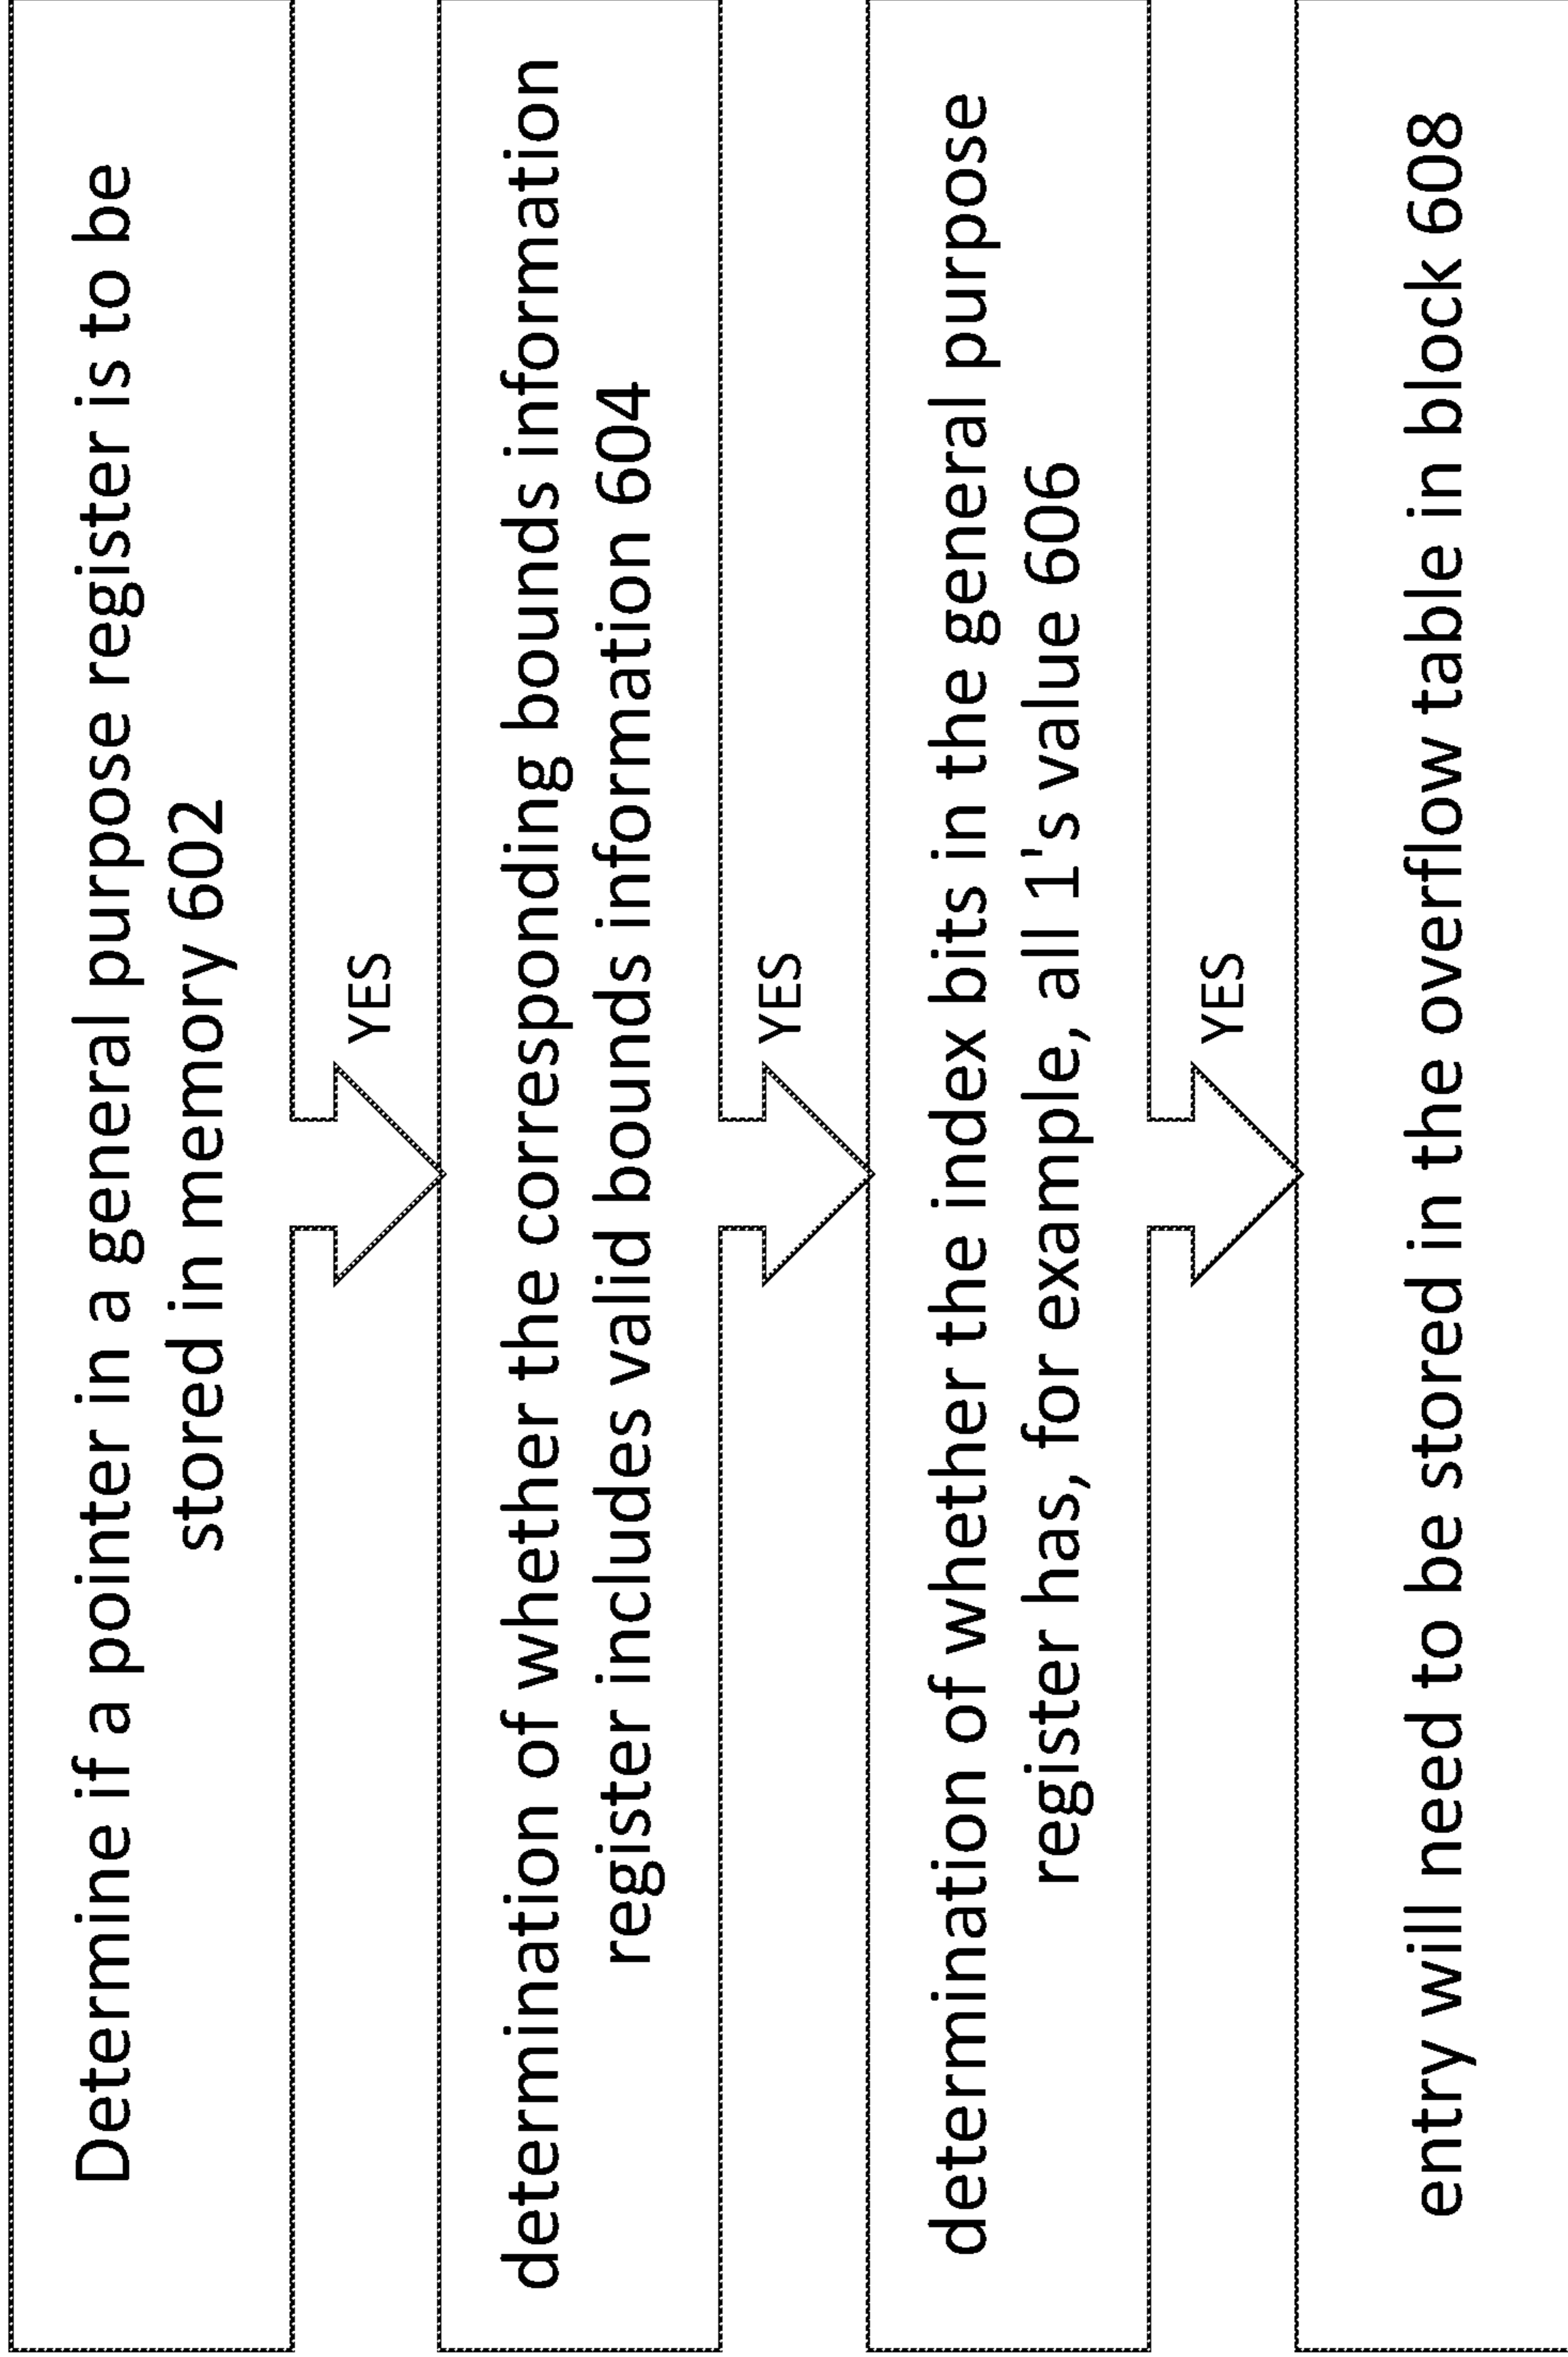 Determine if a pointer in a general purpose register is to be
stored in memory 602
YES
determination of whether the corresponding bounds information
register includes valid bounds information 604
YES
determination of whether the index bits in the general purpose
register has, for example, all 1's value 606
YES
entry will need to be stored in the overflow table in block 608